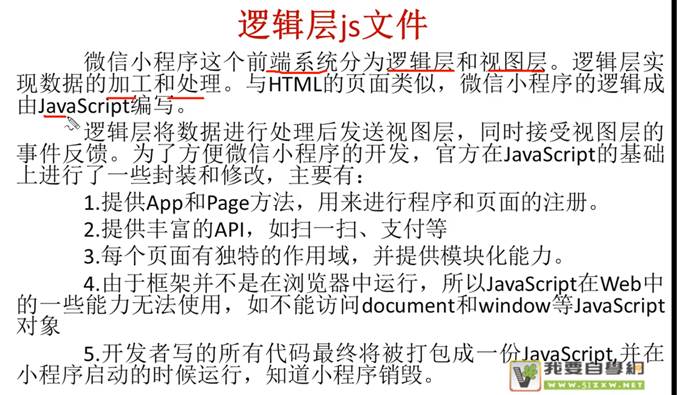 逻辑层js文件
微信小程序这个前端系统分为逻辑层和视图层。逻辑层实
现数据的加工和处理。与HTML的页面类似，微信小程序的逻辑成
由JavaScript编写。
逻辑层将数据进行处理后发送视图层，同时接受视图层的
事件反馈。为了方便微信小程序的开发，官方在JavaScript的基础
上进行了一些封装和修改，主要有：
1.提供App和Page方法，用来进行程序和页面的注册。
2.提供丰富的API，如扫一扫、支付等
3.每个页面有独特的作用域，并提供模块化能力。
4.由于框架并不是在浏览器中运行，所以JavaScript在Web中
的一些能力无法使用，如不能访问document和window等JavaScript
对象
5.开发者写的所有代码最终将被打包成一份JavaScript,并在
小程序启动的时候运行，知道小程序销毁。
我要自學網
www.51zxw.net